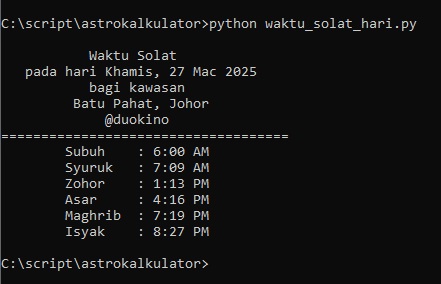 C:\script\astrokalkulator>python waktu_solat_hari.py
Waktu Solat
pada hari Khamis, 27 Mac 2025
bagi kawasan
Batu Pahat, Johor
@duokino
====================================
Subuh : 6:00 AM
Syuruk : 7:09 AM
Zohor : 1:13 PM
Asar : 4:16 PM
Maghrib : 7:19 PM
Isyak : 8:27 PM
C:\script\astrokalkulator>